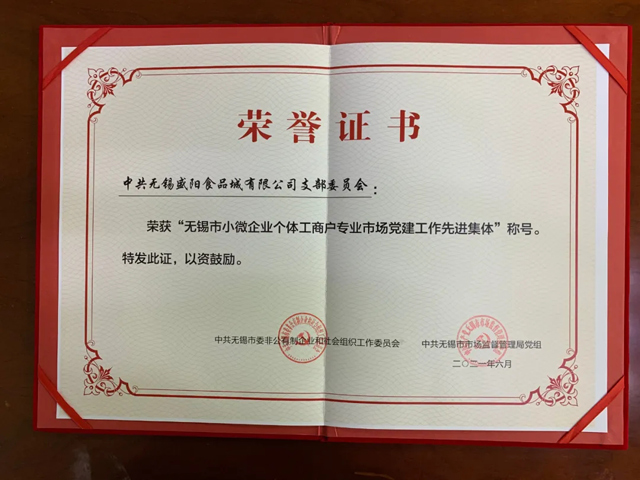 荣誉证书
中共无锡盛阳食品城有限公司支部委员会：
荣获“无锡市小微企业个体工商户专业市场党建工作先进集体”称号。
特发此证，以资鼓励。
中共无锡市委非公有制企业和社会组织工作委员会 中共无锡市市场监督管理局党组
二〇二一年六月